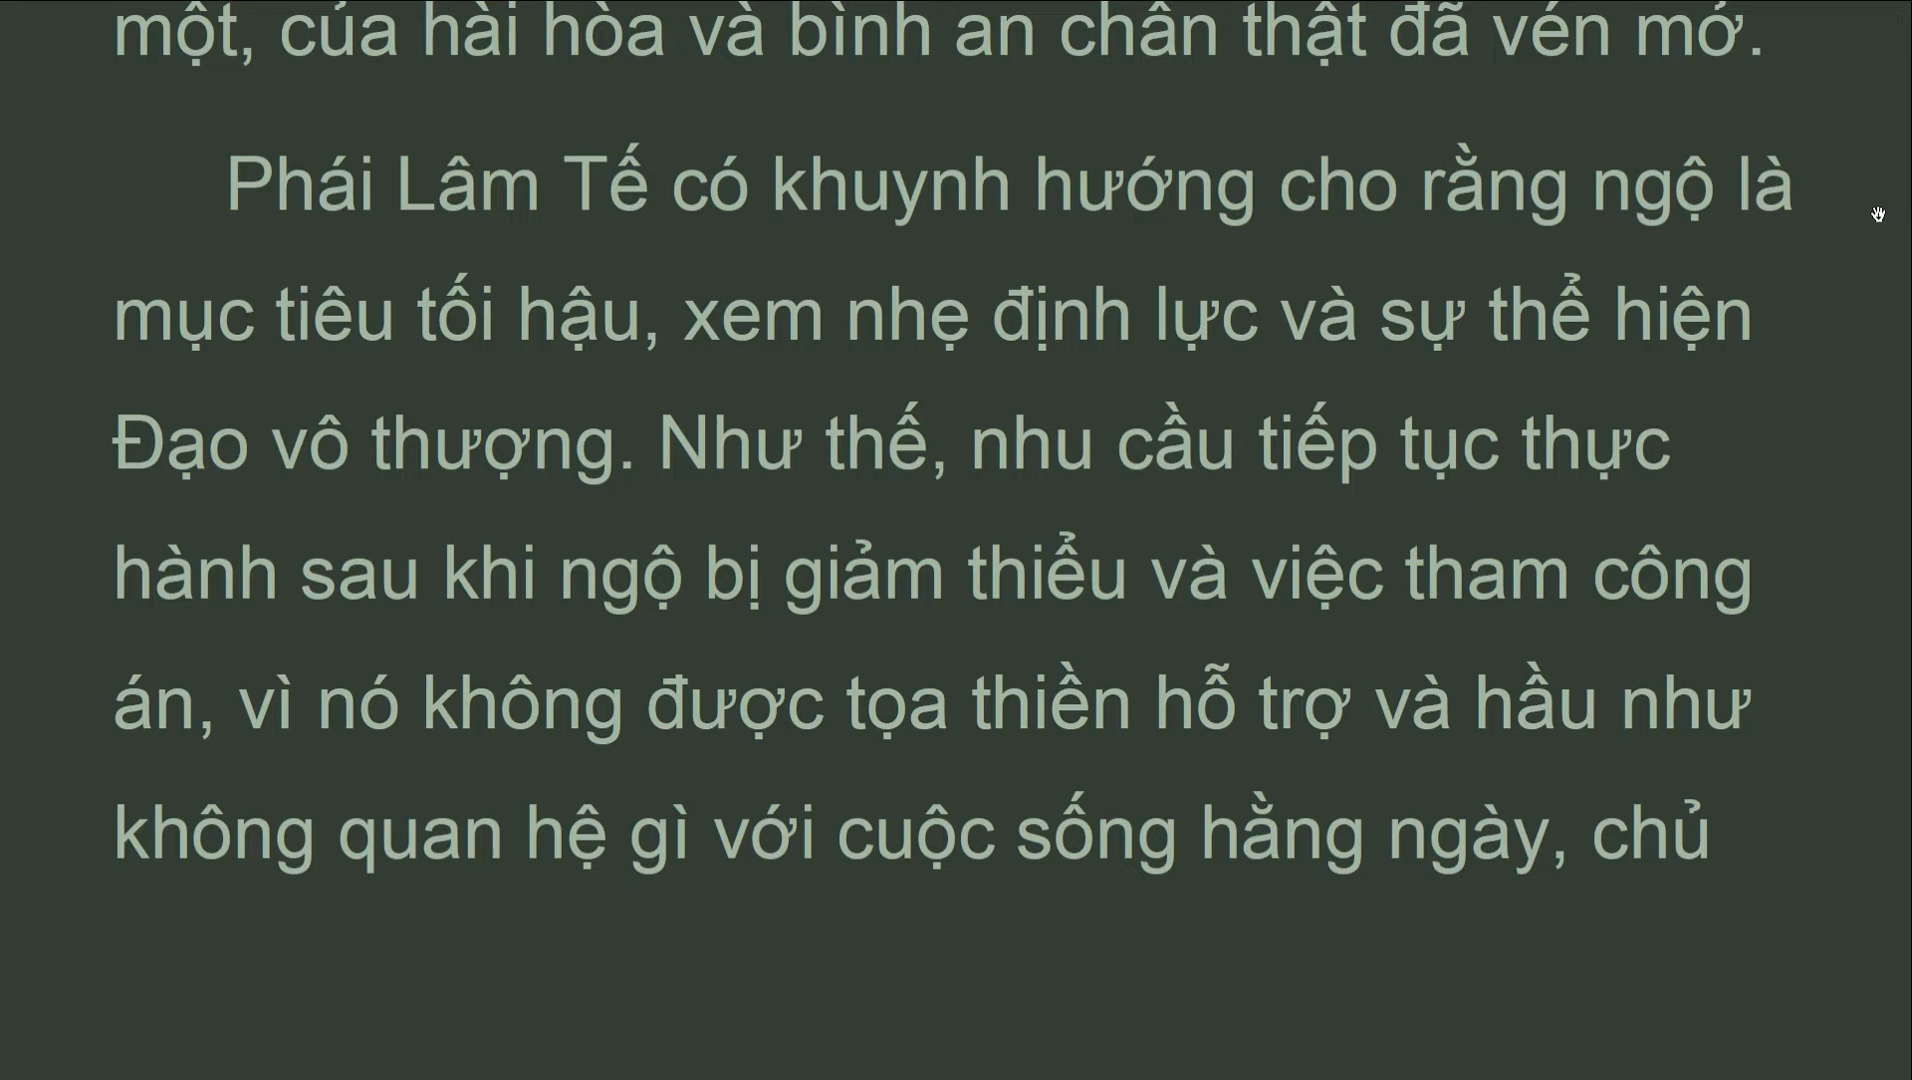 một, của hài hòa và bình an chân thật đã vén mở.
Phái Lâm Tế có khuynh hướng cho rằng ngộ là
mục tiêu tối hậu, xem nhẹ định lực và sự thể hiện
Đạo vô thượng. Như thế, nhu cầu tiếp tục thực
hành sau khi ngộ bị giảm thiểu và việc tham công
án, vì nó không được tọa thiền hỗ trợ và hầu như
không quan hệ gì với cuộc sống hằng ngày, chủ